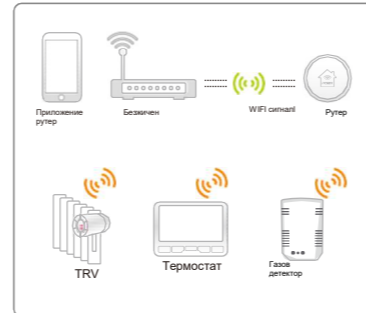 Приложение
рутер
Безжичен
WIFI сигналl
Рутер
TRV
Термостат
Газов
детектор